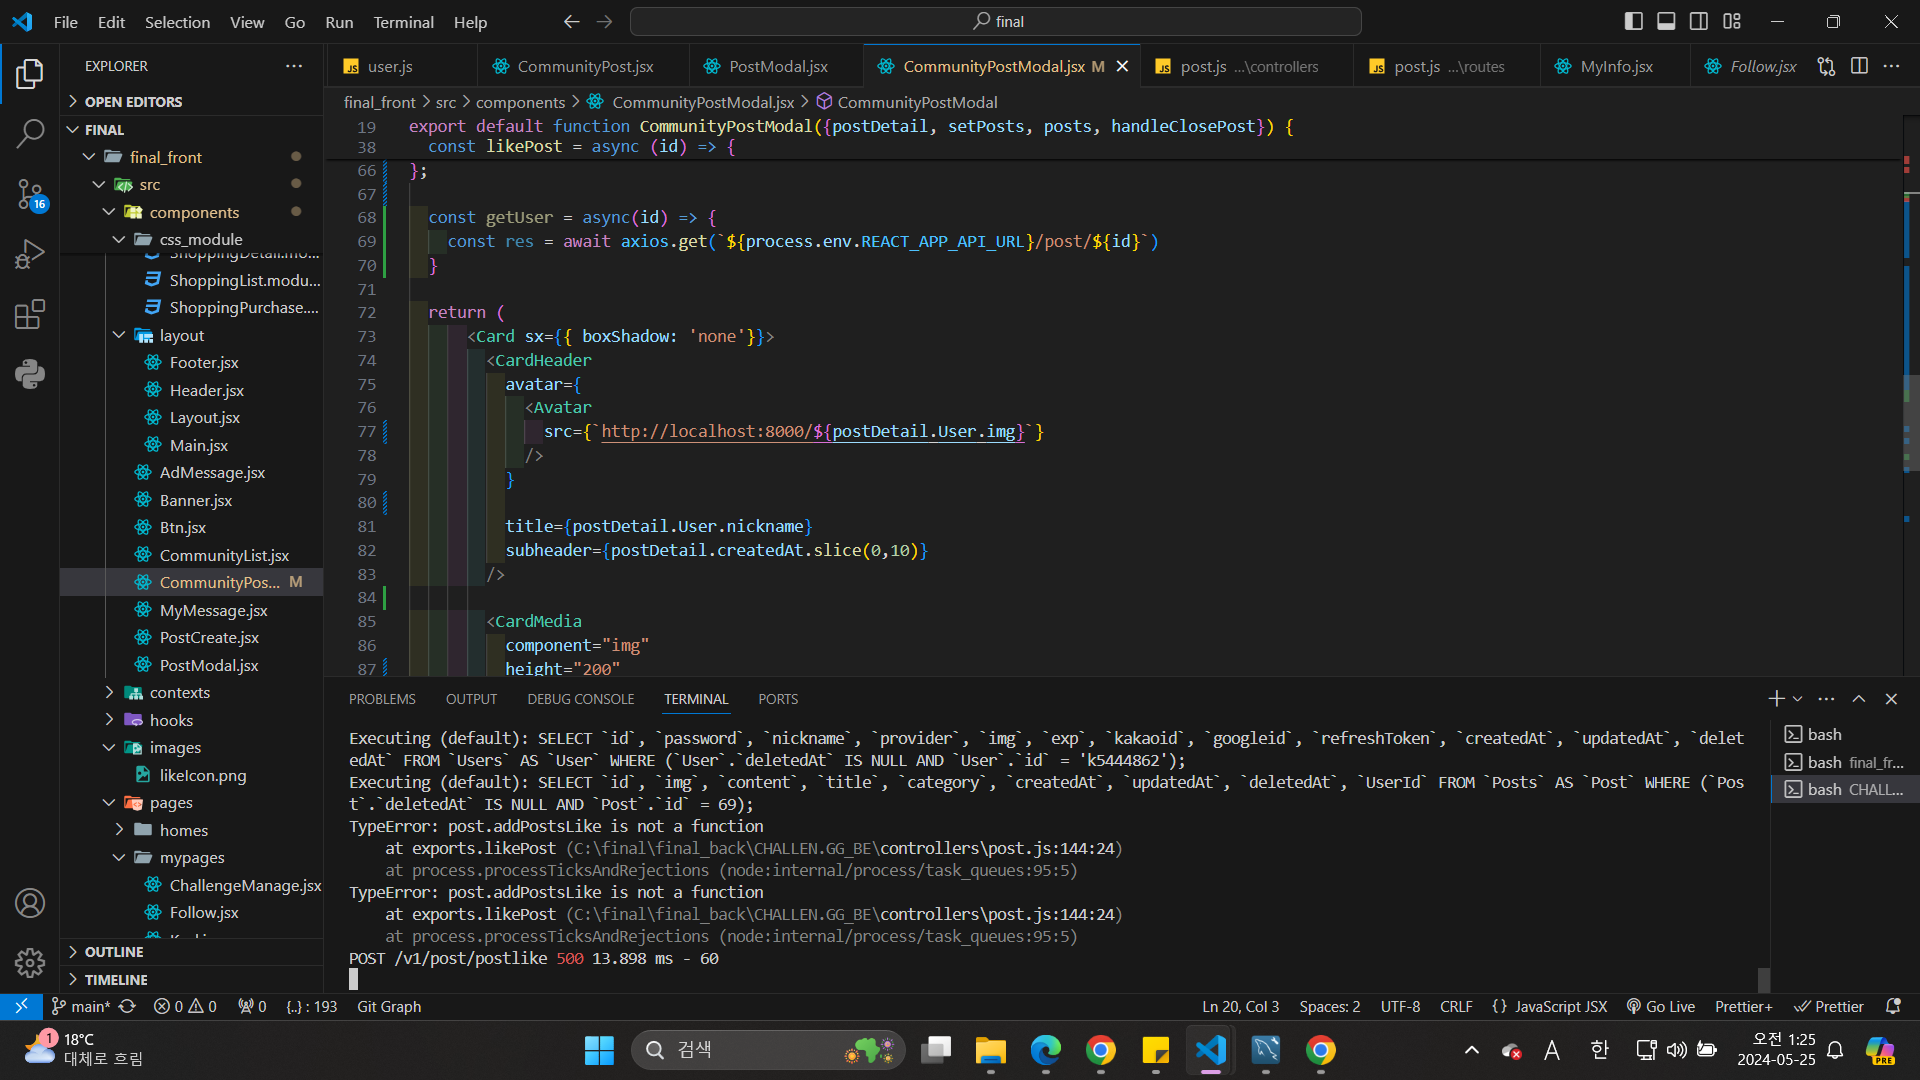 File Edit Selection View Go Run Terminal Help
final
EXPLORER
user.js
CommunityPost.jsx
PostModal.jsx
CommunityPostModal.jsx M
post.js ...\controllers
post.js ...\routes
MyInfo.jsx
Follow.jsx
OPEN EDITORS
FINAL
final_front
src
components
css_module
ShoppingDetail.mo...
ShoppingList.modu...
ShoppingPurchase....
layout
Footer.jsx
Header.jsx
Layout.jsx
Main.jsx
AdMessage.jsx
Banner.jsx
Btn.jsx
CommunityList.jsx
CommunityPos... M
MyMessage.jsx
PostCreate.jsx
PostModal.jsx
contexts
hooks
images
likeIcon.png
pages
homes
mypages
ChallengeManage.jsx
Follow.jsx
OUTLINE
TIMELINE
16
final_front > src > components > CommunityPostModal.jsx > CommunityPostModal
19 export default function CommunityPostModal({postDetail, setPosts, posts, handleClosePost}) {
38 const likePost = async (id) => {
66 };
67
68 const getUser = async(id) => {
69 const res = await axios.get(`${process.env.REACT_APP_API_URL}/post/${id}`)
70 }
71
72 return (
73 <Card sx={{ boxShadow: 'none'}}>
74 <CardHeader
75 avatar={
76 <Avatar
77 src={`http://localhost:8000/${postDetail.User.img}`}
78 />
79 }
80
81 title={postDetail.User.nickname}
82 subheader={postDetail.createdAt.slice(0,10)}
83 />
84
85 <CardMedia
86 component="img"
87 height="200"
PROBLEMS OUTPUT DEBUG CONSOLE TERMINAL PORTS
Executing (default): SELECT `id`, `password`, `nickname`, `provider`, `img`, `exp`, `kakaoid`, `googleid`, `refreshToken`, `createdAt`, `updatedAt`, `delet
edAt` FROM `Users` AS `User` WHERE (`User`.`deletedAt` IS NULL AND `User`.`id` = 'k5444862');
Executing (default): SELECT `id`, `img`, `content`, `title`, `category`, `createdAt`, `updatedAt`, `deletedAt`, `UserId` FROM `Posts` AS `Post` WHERE (`Pos
t`.`deletedAt` IS NULL AND `Post`.`id` = 69);
TypeError: post.addPostsLike is not a function
at exports.likePost (C:\final\final_back\CHALLEN.GG_BE\controllers\post.js:144:24)
at process.processTicksAndRejections (node:internal/process/task_queues:95:5)
TypeError: post.addPostsLike is not a function
at exports.likePost (C:\final\final_back\CHALLEN.GG_BE\controllers\post.js:144:24)
at process.processTicksAndRejections (node:internal/process/task_queues:95:5)
POST /v1/post/postlike 500 13.898 ms - 60
bash
bash final_fr...
bash CHALL...
main* 0 0 0 {..} : 193 Git Graph
Ln 20, Col 3 Spaces: 2 UTF-8 CRLF {} JavaScript JSX Go Live Prettier+ Prettier
1
18°C
대체로 흐림
검색
A 한
오전 1:25
2024-05-25
PRE